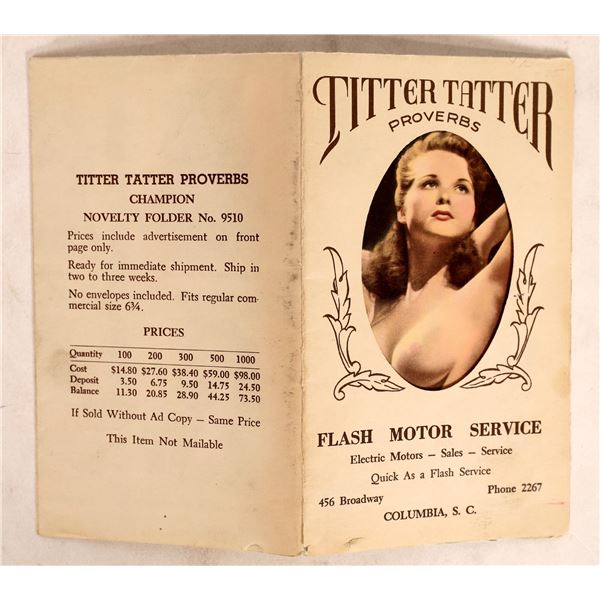 TITTER TATTER PROVERBS
CHAMPION
NOVELTY FOLDER No. 9510
Prices include advertisement on front
page only.
Ready for immediate shipment. Ship in
two to three weeks.
No envelopes included. Fits regular com-
mercial size 6¾.
PRICES
Quantity 100 200 300 500 1000
Cost $14.80 $27.60 $38.40 $59.00 $98.00
Deposit 3.50 6.75 9.50 14.75 24.50
Balance 11.30 20.85 28.90 44.25 73.50
If Sold Without Ad Copy — Same Price
This Item Not Mailable
TITTER TATTER
PROVERBS
FLASH MOTOR SERVICE
Electric Motors — Sales — Service
Quick As a Flash Service
456 Broadway Phone 2267
COLUMBIA, S. C.